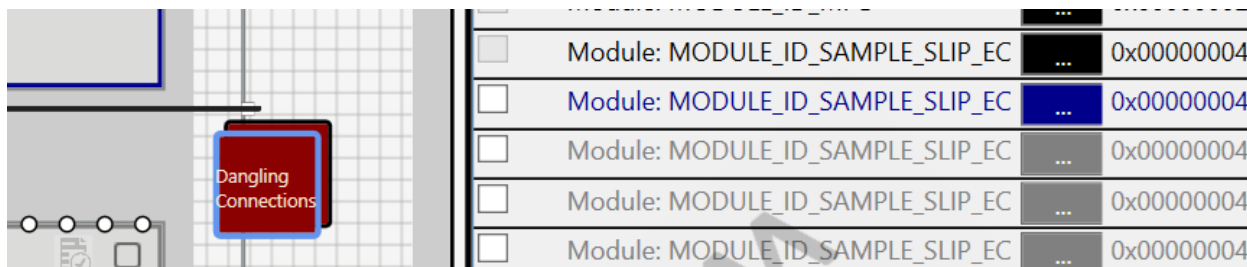 Module: MODULE_ID_SAMPLE_SLIP_EC ... 0x00000004
Module: MODULE_ID_SAMPLE_SLIP_EC ... 0x00000004
Module: MODULE_ID_SAMPLE_SLIP_EC ... 0x00000004
Module: MODULE_ID_SAMPLE_SLIP_EC ... 0x00000004
Module: MODULE_ID_SAMPLE_SLIP_EC ... 0x00000004
Dangling
Connections